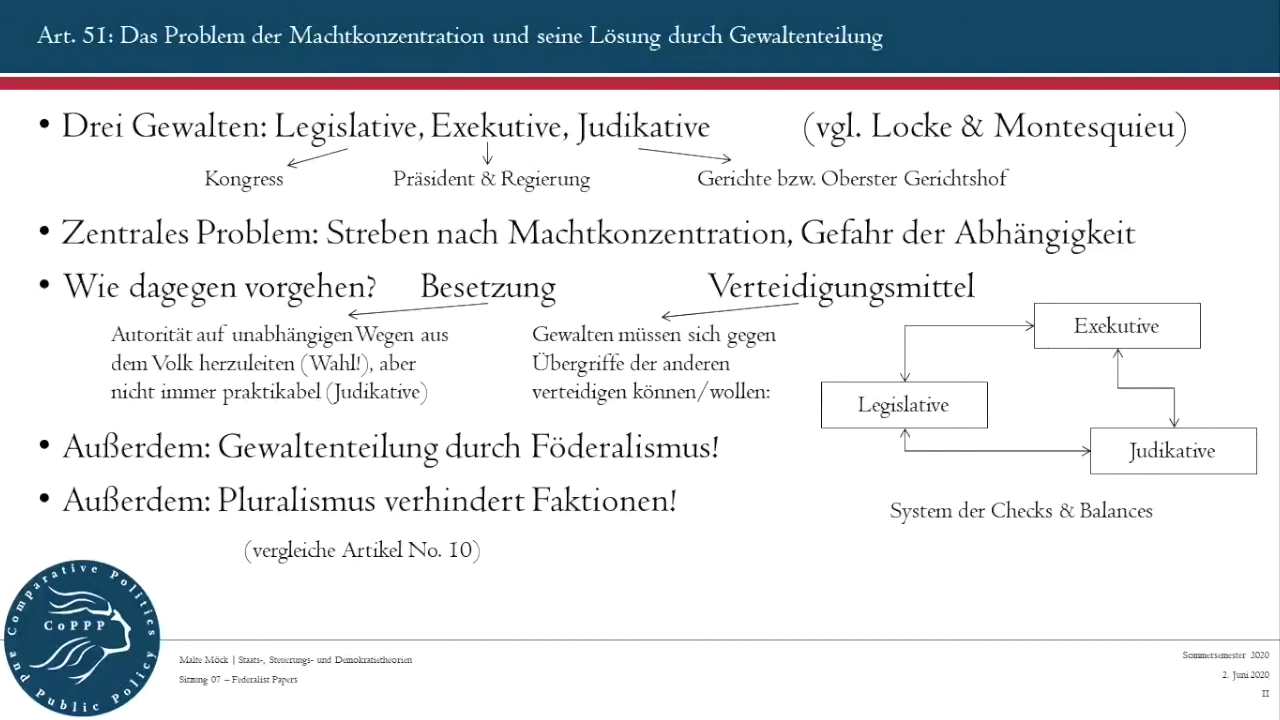 Art. 51: Das Problem der Machtkonzentration und seine Lösung durch Gewaltenteilung
• Drei Gewalten: Legislative, Exekutive, Judikative (vgl. Locke & Montesquieu)
Kongress Präsident & Regierung Gerichte bzw. Oberster Gerichtshof
• Zentrales Problem: Streben nach Machtkonzentration, Gefahr der Abhängigkeit
• Wie dagegen vorgehen? Besetzung Verteidigungsmittel
Autorität auf unabhängigen Wegen aus
dem Volk herzuleiten (Wahl!), aber
nicht immer praktikabel (Judikative)
Gewalten müssen sich gegen
Übergriffe der anderen
verteidigen können/wollen:
Exekutive
Legislative
Judikative
System der Checks & Balances
• Außerdem: Gewaltenteilung durch Föderalismus!
• Außerdem: Pluralismus verhindert Faktionen!
(vergleiche Artikel No. 10)
Comparative Politics
CoPPP
and Public Policy
Malte Möck | Staats-, Steuerungs- und Demokratietheorien
Sitzung 07 – Federalist Papers
Sommersemester 2020
2. Juni 2020
11